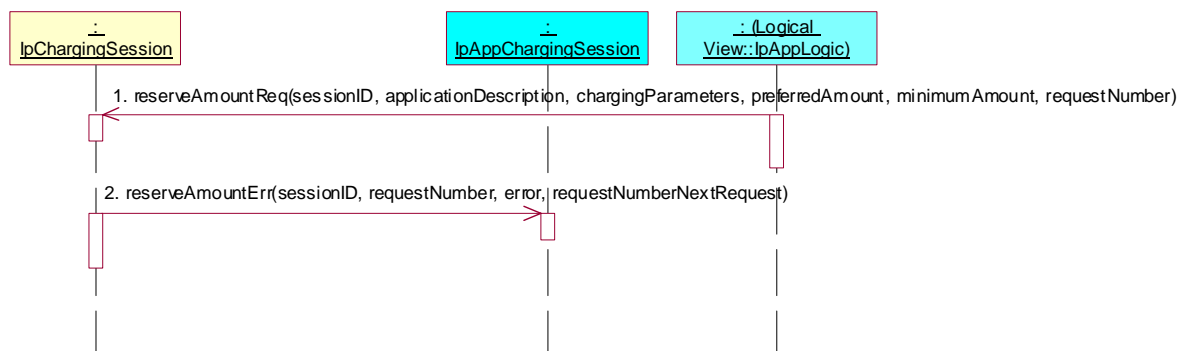 :
IpChargingSession
:
IpAppChargingSession
: (Logical
View::IpAppLogic)
1. reserveAmountReq(sessionID, applicationDescription, chargingParameters, preferredAmount, minimumAmount, requestNumber)
2. reserveAmountErr(sessionID, requestNumber, error, requestNumberNextRequest)